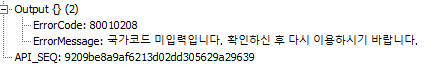 Output {} (2)
ErrorCode: 80010208
ErrorMessage: 국가코드 미입력입니다. 확인하신 후 다시 이용하시기 바랍니다.
API_SEQ: 9209be8a9af6213d02dd305629a29639